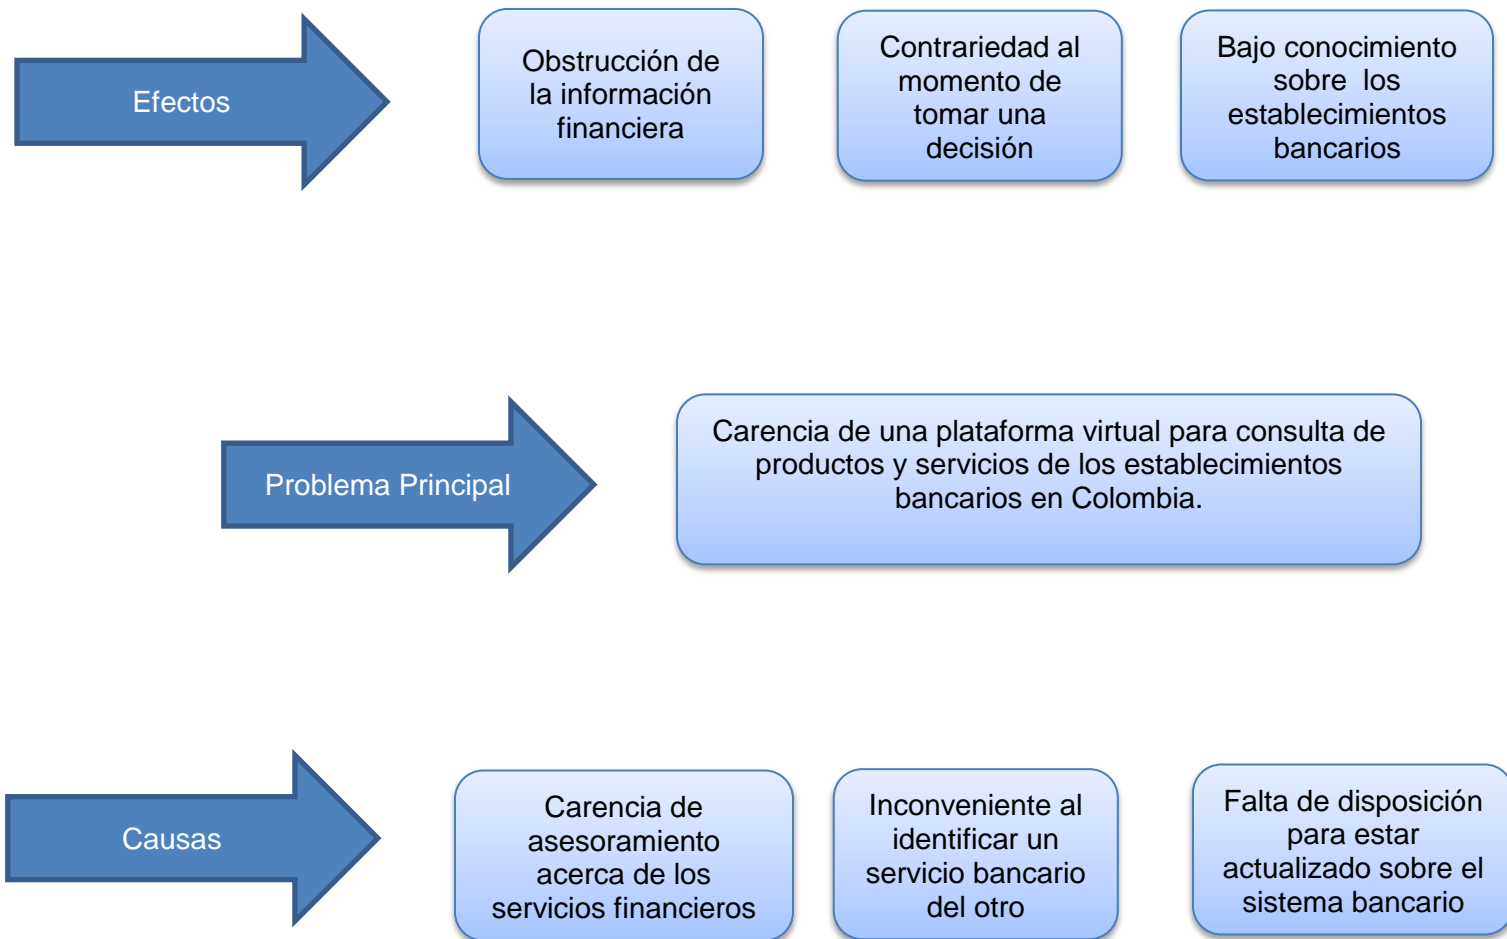 Efectos
Obstrucción de
la información
financiera
Contrariedad al
momento de
tomar una
decisión
Bajo conocimiento
sobre  los
establecimientos
bancarios
Problema Principal
Carencia de una plataforma virtual para consulta de
productos y servicios de los establecimientos
bancarios en Colombia.
Causas
Carencia de
asesoramiento
acerca de los
servicios financieros
Inconveniente al
identificar un
servicio bancario
del otro
Falta de disposición
para estar
actualizado sobre el
sistema bancario